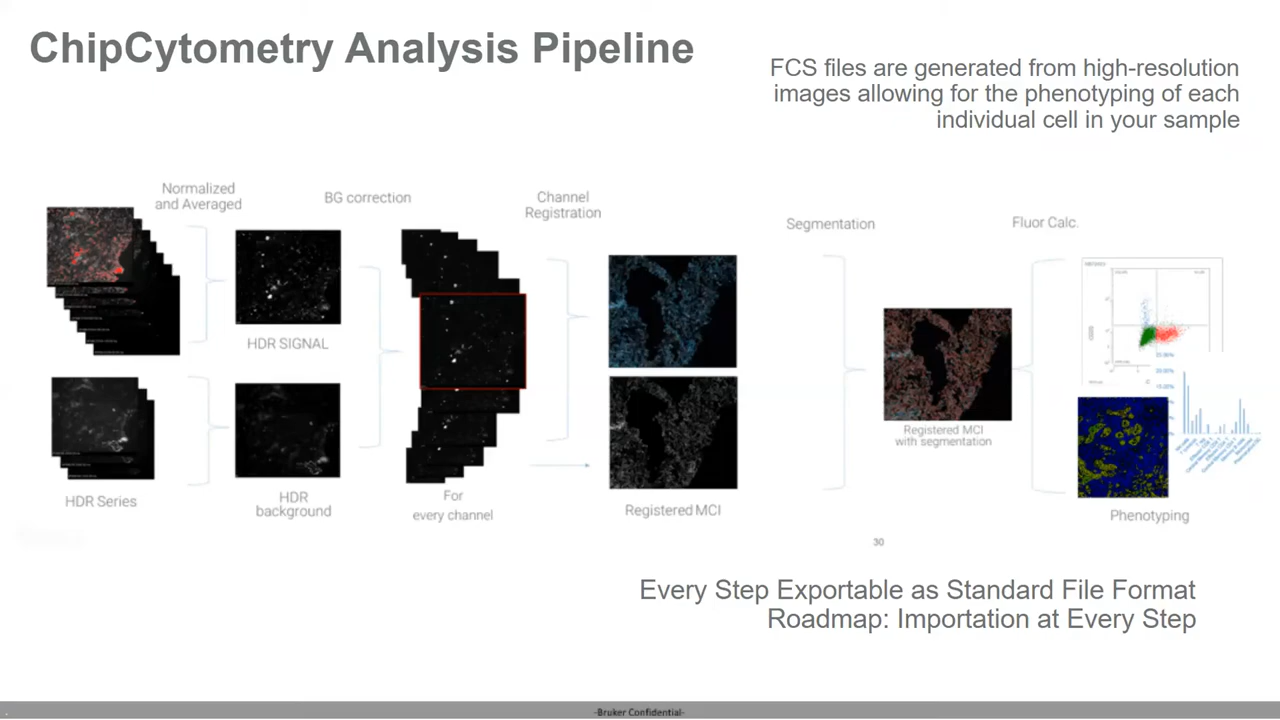 ChipCytometry Analysis Pipeline
FCS files are generated from high-resolution
images allowing for the phenotyping of each
individual cell in your sample
Normalized
and Averaged
BG correction
Channel
Registration
Segmentation
Fluor Calc.
HDR SIGNAL
HDR Series
HDR
background
For
every channel
Registered MCI
Registered MCI
with segmentation
Phenotyping
30
Every Step Exportable as Standard File Format
Roadmap: Importation at Every Step
-Bruker Confidential-